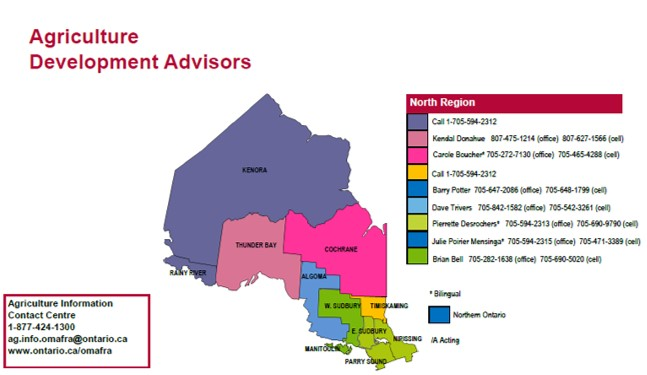 Agriculture
Development Advisors
North Region
Call 1-705-594-2312
Kendal Donahue 807-475-1214 (office) 807-627-1566 (cell)
Carole Boucher* 705-272-7130 (office) 705-465-4288 (cell)
Call 1-705-594-2312
Barry Potter 705-647-2086 (office) 705-648-1799 (cell)
Dave Trivers 705-842-1582 (office) 705-542-3261 (cell)
Pierrette Desrochers* 705-594-2313 (office) 705-690-9790 (cell)
Julie Poirier Mensinga* 705-594-2315 (office) 705-471-3389 (cell)
Brian Bell 705-282-1638 (office) 705-690-5020 (cell)
* Bilingual
Northern Ontario
/A Acting
KENORA
THUNDER BAY
COCHRANE
RAINY RIVER
ALGOMA
W. SUDBURY
TIMISKAMING
E. SUDBURY
NIRISSING
MANITOULIN
PARRY SOUND
Agriculture Information
Contact Centre
1-877-424-1300
ag.info.omafra@ontario.ca
www.ontario.ca/omafra